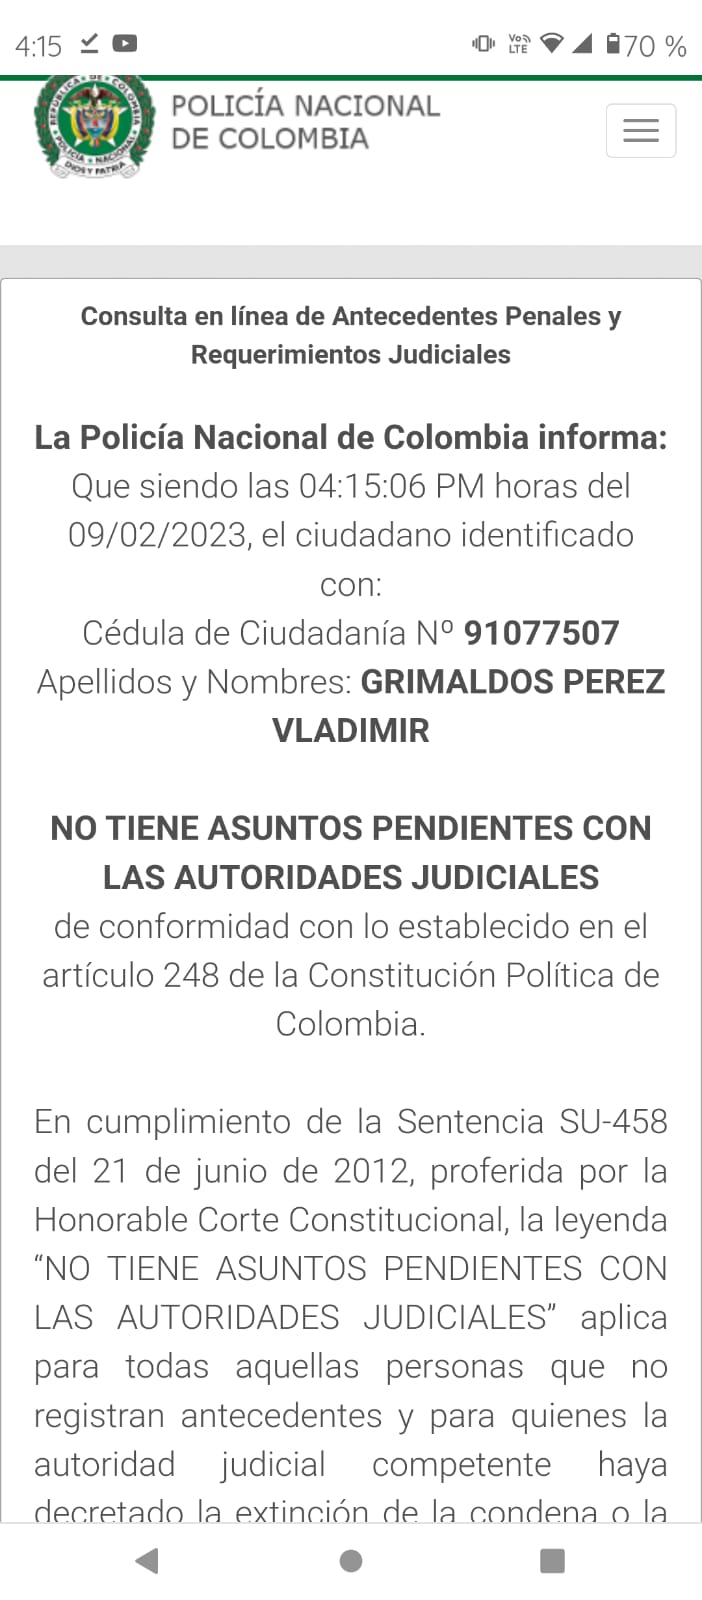 4:15
VoLTE
70 %
REPUBLICA DE COLOMBIA
POLICÍA NACIONAL
DIOS Y PATRIA
POLICÍA NACIONAL
DE COLOMBIA
Consulta en línea de Antecedentes Penales y
Requerimientos Judiciales
La Policía Nacional de Colombia informa:
Que siendo las 04:15:06 PM horas del
09/02/2023, el ciudadano identificado
con:
Cédula de Ciudadanía Nº 91077507
Apellidos y Nombres: GRIMALDOS PEREZ
VLADIMIR
NO TIENE ASUNTOS PENDIENTES CON
LAS AUTORIDADES JUDICIALES
de conformidad con lo establecido en el
artículo 248 de la Constitución Política de
Colombia.
En cumplimiento de la Sentencia SU-458
del 21 de junio de 2012, proferida por la
Honorable Corte Constitucional, la leyenda
“NO TIENE ASUNTOS PENDIENTES CON
LAS AUTORIDADES JUDICIALES” aplica
para todas aquellas personas que no
registran antecedentes y para quienes la
autoridad judicial competente haya
decretado la extinción de la condena o la